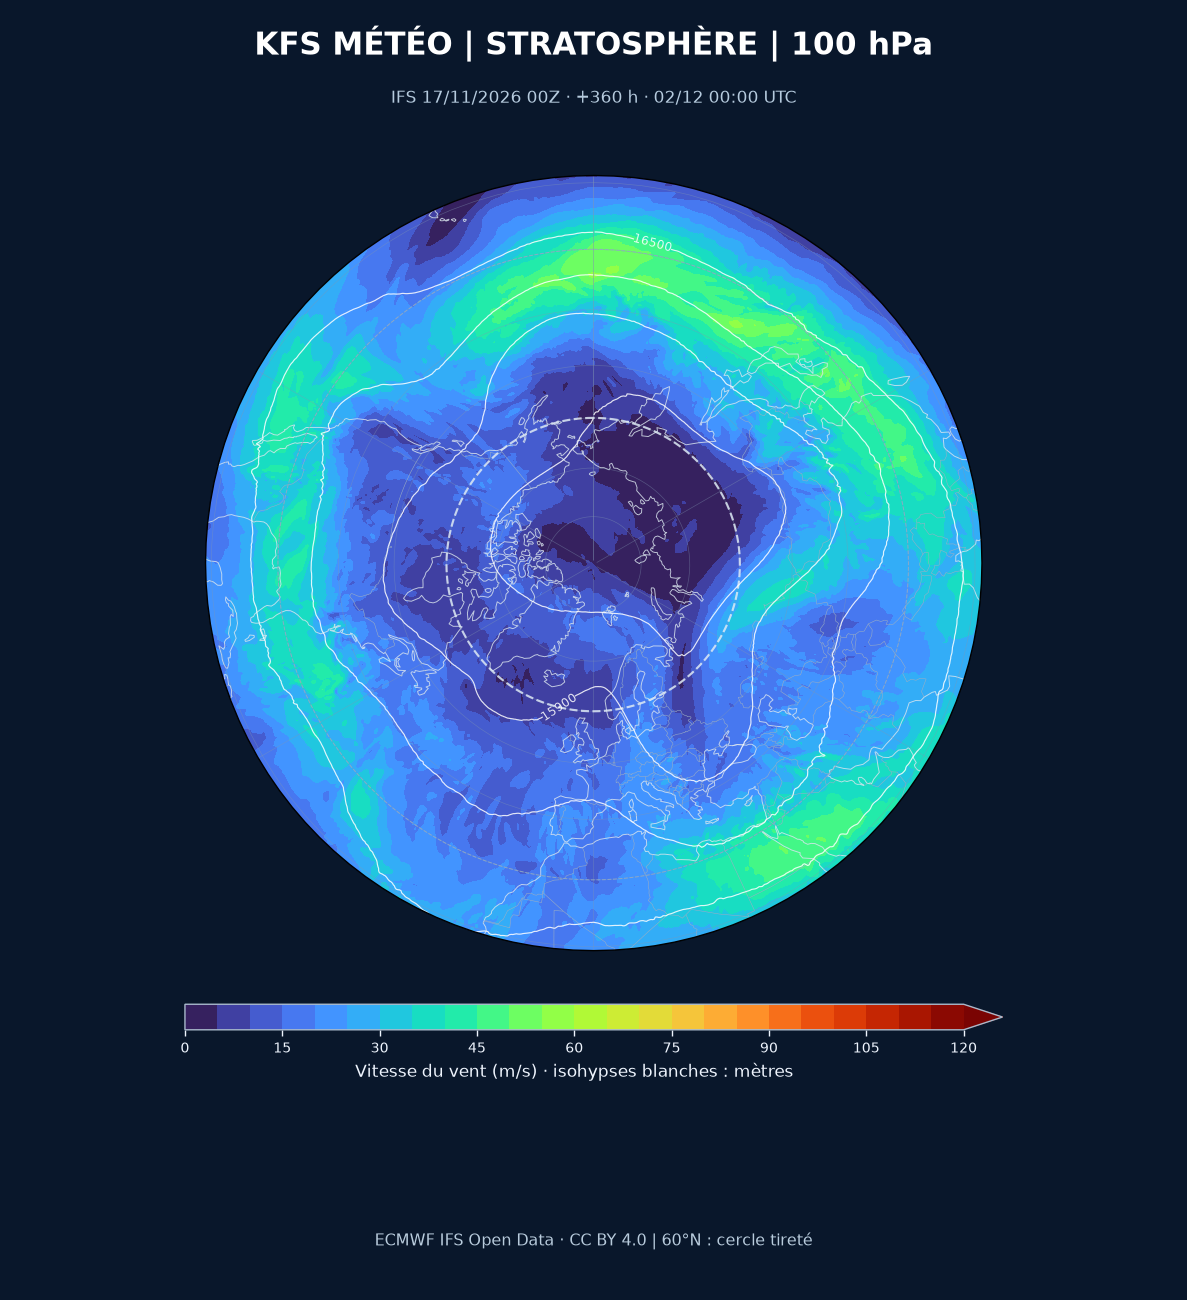 KFS MÉTÉO | STRATOSPHÈRE | 100 hPa
IFS 17/11/2026 00Z · +360 h · 02/12 00:00 UTC
16500
15900
0 15 30 45 60 75 90 105 120
Vitesse du vent (m/s) · isohypses blanches : mètres
ECMWF IFS Open Data · CC BY 4.0 | 60°N : cercle tireté